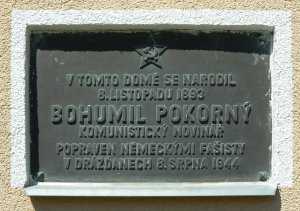 V TOMTO DOMĚ SE NARODIL
8. LISTOPADU 1893
BOHUMIL POKORNÝ
KOMUNISTICKÝ NOVINÁŘ
POPRAVEN NĚMECKÝMI FAŠISTY
V DRÁŽĎANECH 8. SRPNA 1944